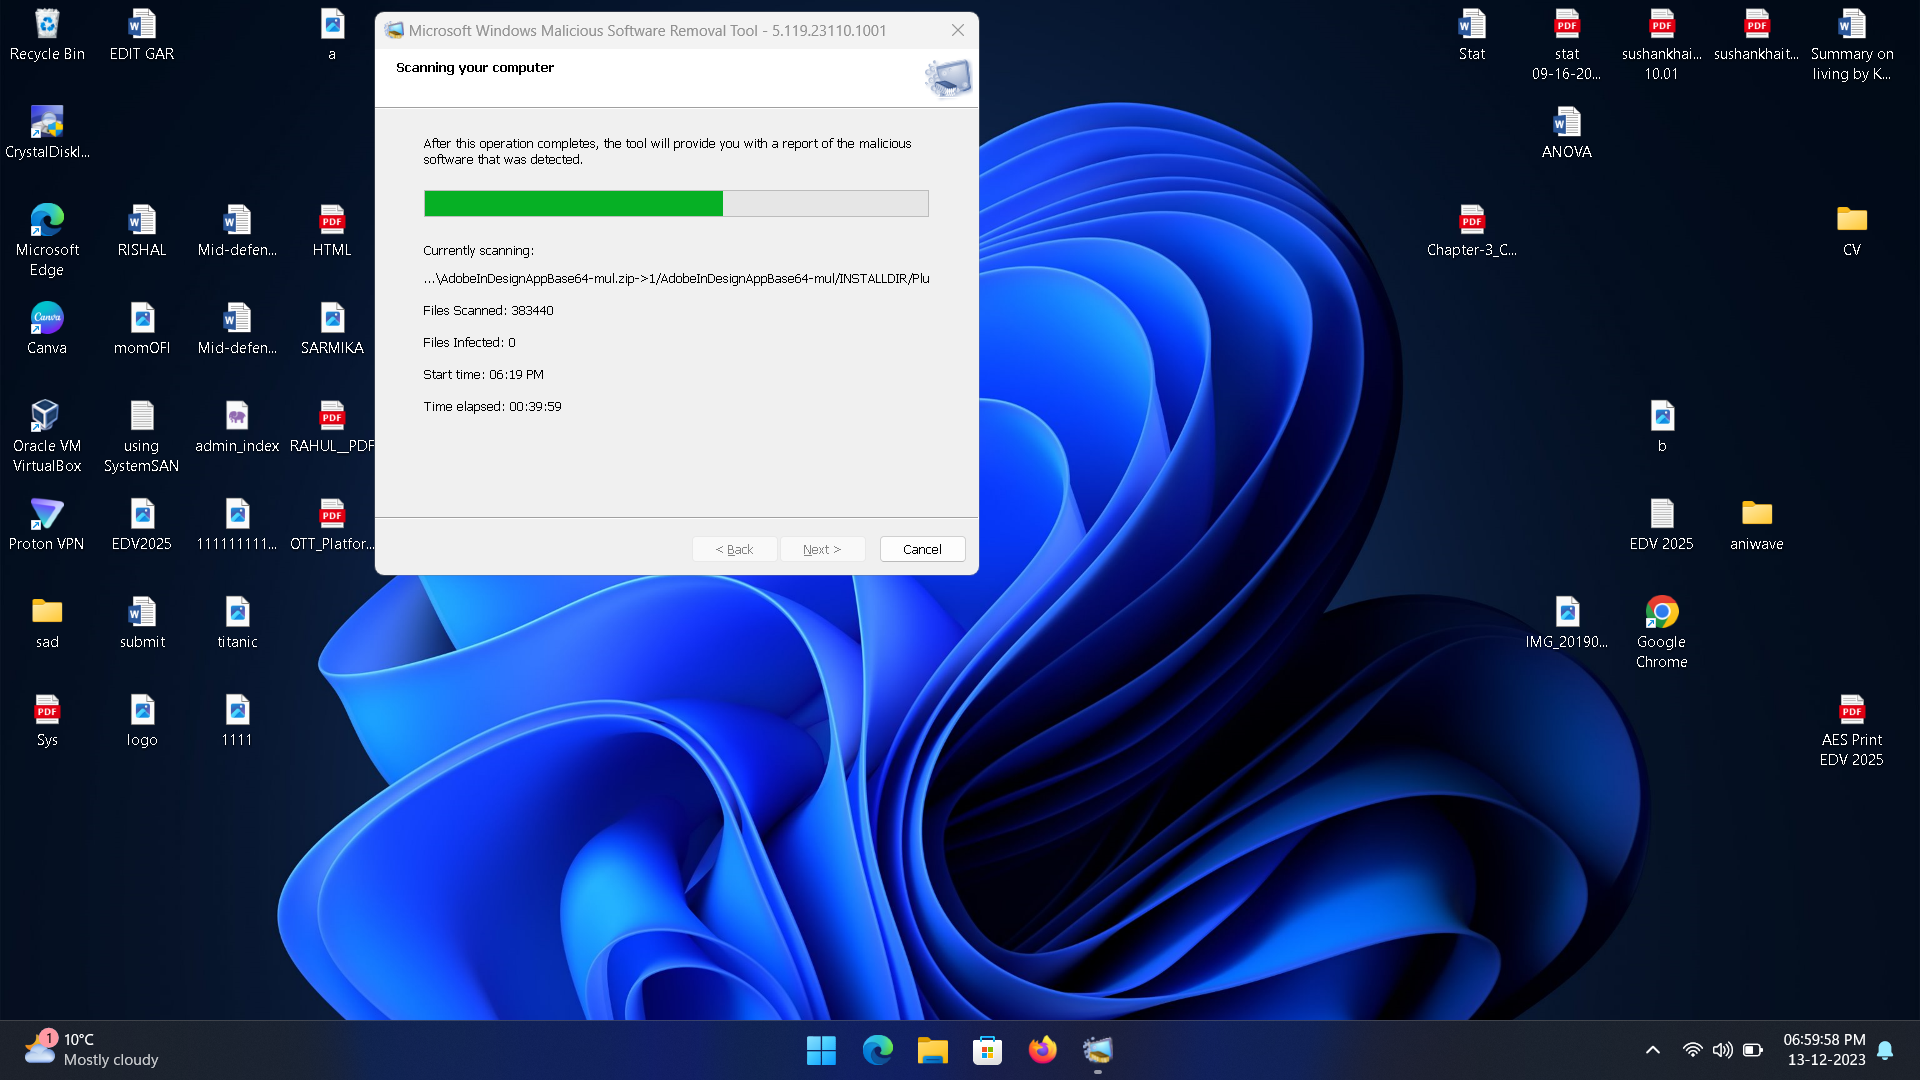 Recycle Bin
EDIT GAR
a
CrystalDiskI...
Microsoft
Edge
RISHAL
Mid-defen...
HTML
Canva
momOFI
Mid-defen...
SARMIKA
Oracle VM
VirtualBox
using
SystemSAN
admin_index
RAHUL__PDF
Proton VPN
EDV2025
111111111...
OTT_Platfor...
sad
submit
titanic
Sys
logo
1111
Microsoft Windows Malicious Software Removal Tool - 5.119.23110.1001
Scanning your computer
After this operation completes, the tool will provide you with a report of the malicious
software that was detected.
Currently scanning:
...\AdobeInDesignAppBase64-mul.zip->1/AdobeInDesignAppBase64-mul/INSTALLDIR/Plu
Files Scanned: 383440
Files Infected: 0
Start time: 06:19 PM
Time elapsed: 00:39:59
< Back
Next >
Cancel
Stat
stat
09-16-20...
sushankhai...
10.01
sushankhait...
Summary on
living by K...
ANOVA
Chapter-3_C...
CV
b
EDV 2025
aniwave
IMG_20190...
Google
Chrome
AES Print
EDV 2025
1
10°C
Mostly cloudy
06:59:58 PM
13-12-2023